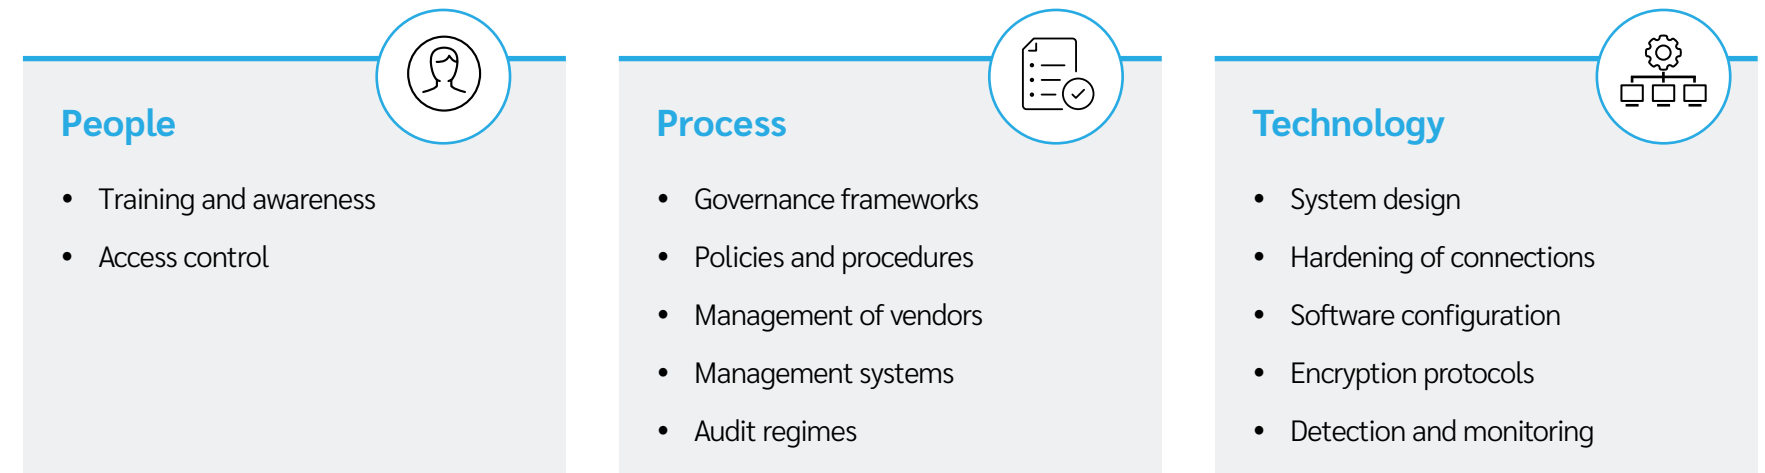 People
• Training and awareness
• Access control
Process
• Governance frameworks
• Policies and procedures
• Management of vendors
• Management systems
• Audit regimes
Technology
• System design
• Hardening of connections
• Software configuration
• Encryption protocols
• Detection and monitoring